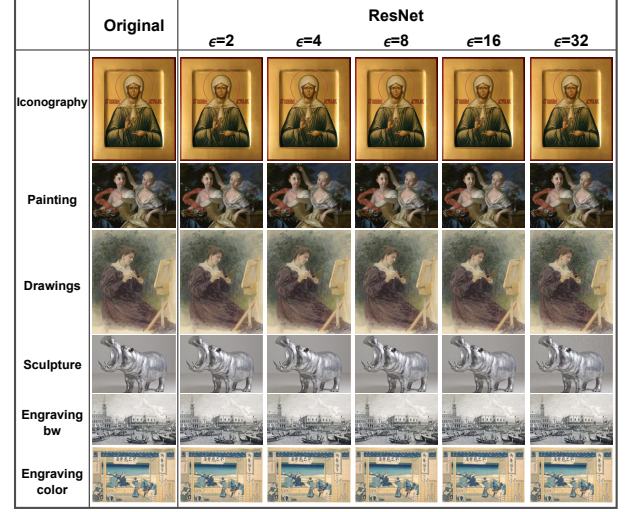 Original
ResNet
ϵ=2 ϵ=4 ϵ=8 ϵ=16 ϵ=32
Iconography
Painting
Drawings
Sculpture
Engraving
bw
Engraving
color